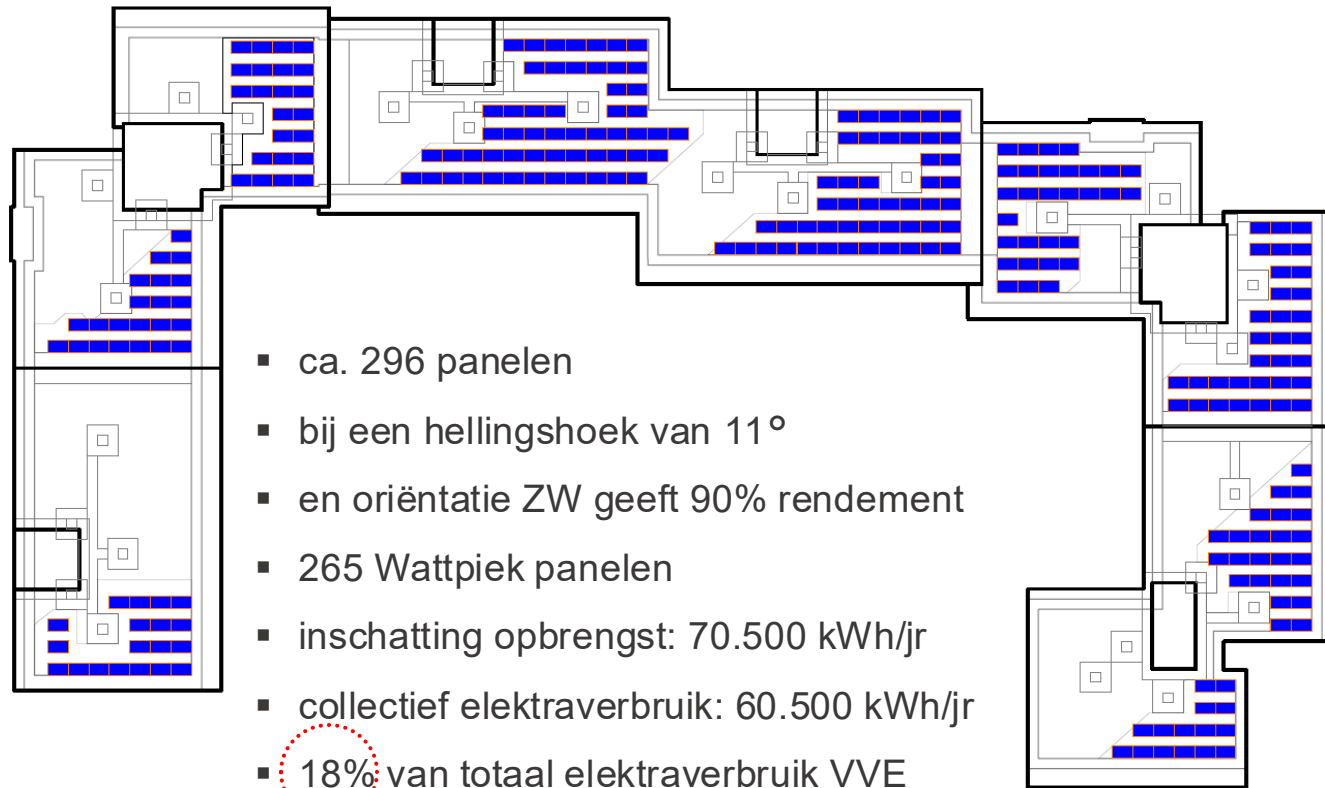 ▪ ca. 296 panelen
▪ bij een hellingshoek van 11°
▪ en oriëntatie ZW geeft 90% rendement
▪ 265 Wattpiek panelen
▪ inschatting opbrengst: 70.500 kWh/jr
▪ collectief elektraverbruik: 60.500 kWh/jr
▪ 18% van totaal elektraverbruik VVE